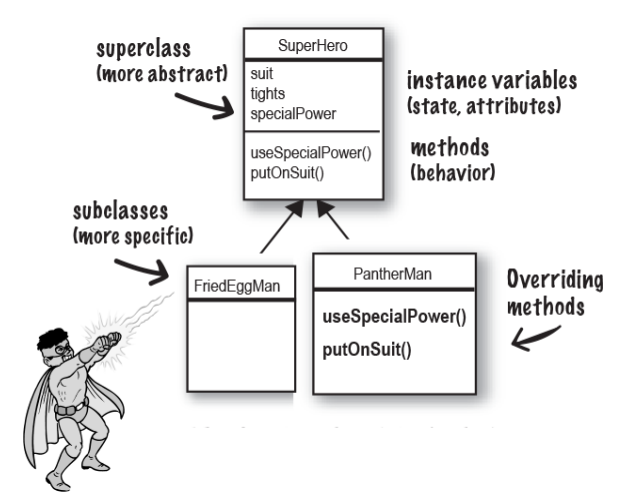 superclass
(more abstract)
SuperHero
suit
tights
specialPower
useSpecialPower()
putOnSuit()
instance variables
(state, attributes)
methods
(behavior)
subclasses
(more specific)
FriedEggMan
PantherMan
useSpecialPower()
putOnSuit()
Overriding
methods